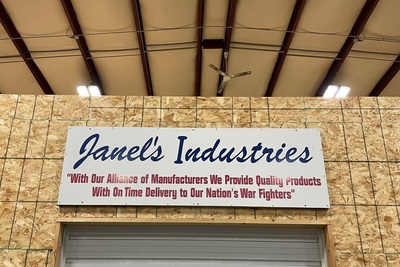 Janel's Industries
"With Our Alliance of Manufacturers We Provide Quality Products
With On Time Delivery to Our Nation's War Fighters"